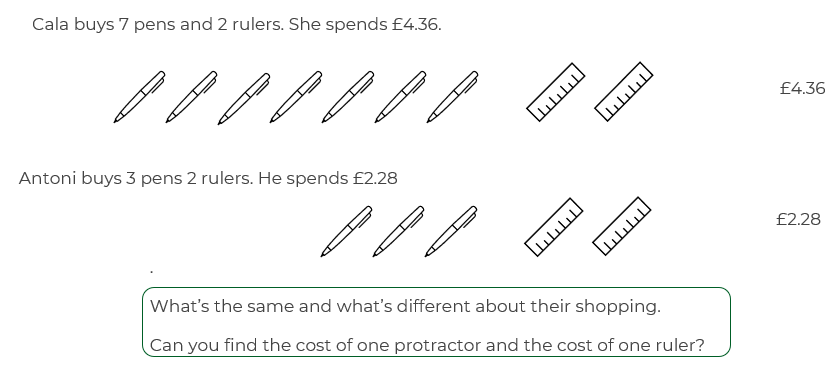 Cala buys 7 pens and 2 rulers. She spends £4.36.
£4.36
Antoni buys 3 pens 2 rulers. He spends £2.28
£2.28
.
What's the same and what's different about their shopping.
Can you find the cost of one protractor and the cost of one ruler?